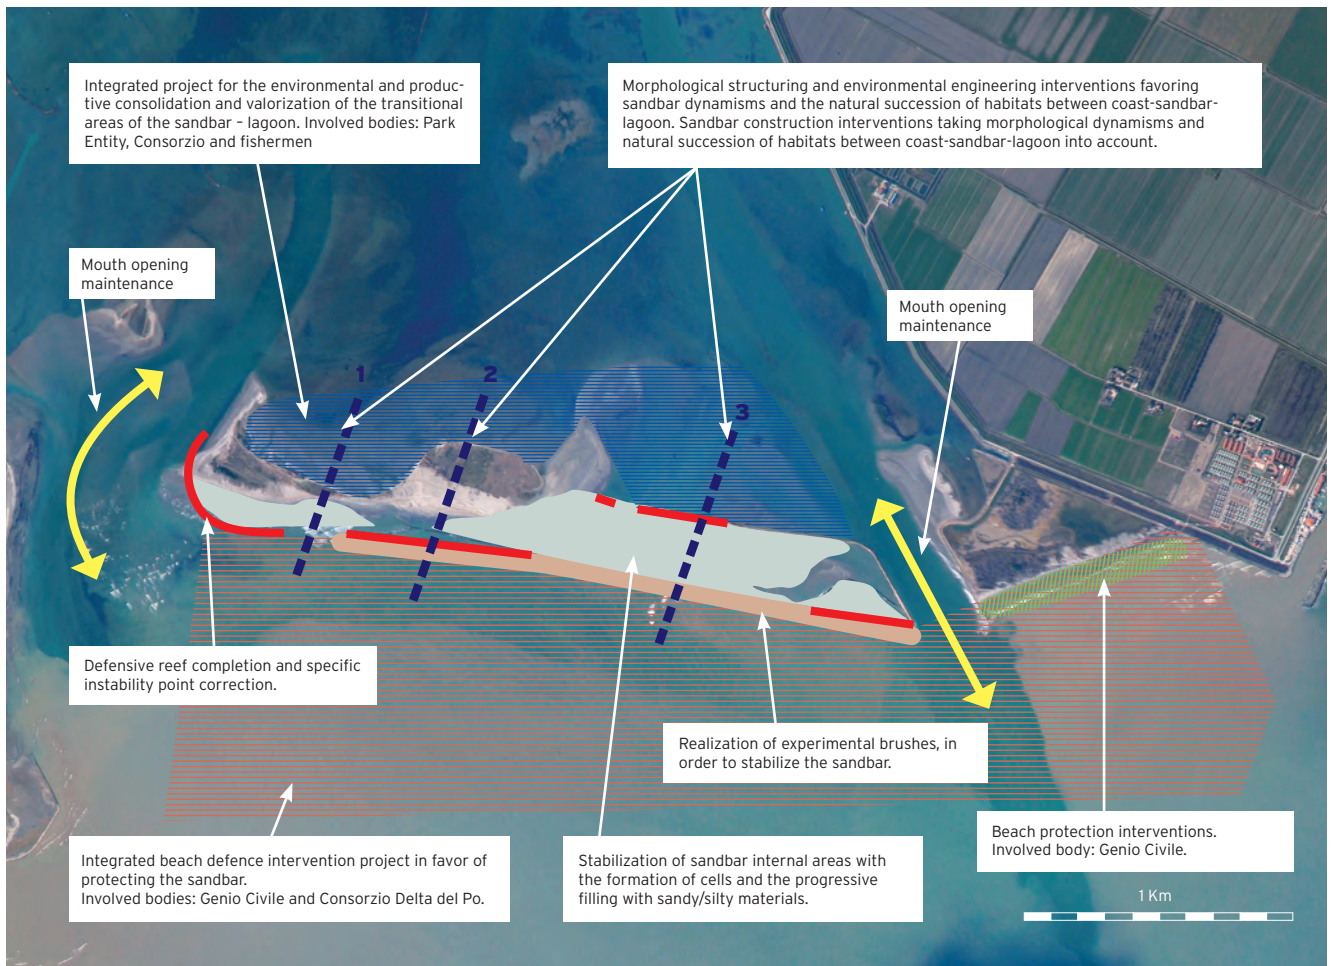 Integrated project for the environmental and produc-
tive consolidation and valorization of the transitional
areas of the sandbar – lagoon. Involved bodies: Park
Entity, Consorzio and fishermen
Morphological structuring and environmental engineering interventions favoring
sandbar dynamisms and the natural succession of habitats between coast-sandbar-
lagoon. Sandbar construction interventions taking morphological dynamisms and
natural succession of habitats between coast-sandbar-lagoon into account.
Mouth opening
maintenance
Mouth opening
maintenance
1
2
3
Defensive reef completion and specific
instability point correction.
Realization of experimental brushes, in
order to stabilize the sandbar.
Integrated beach defence intervention project in favor of
protecting the sandbar.
Involved bodies: Genio Civile and Consorzio Delta del Po.
Stabilization of sandbar internal areas with
the formation of cells and the progressive
filling with sandy/silty materials.
Beach protection interventions.
Involved body: Genio Civile.
1 Km